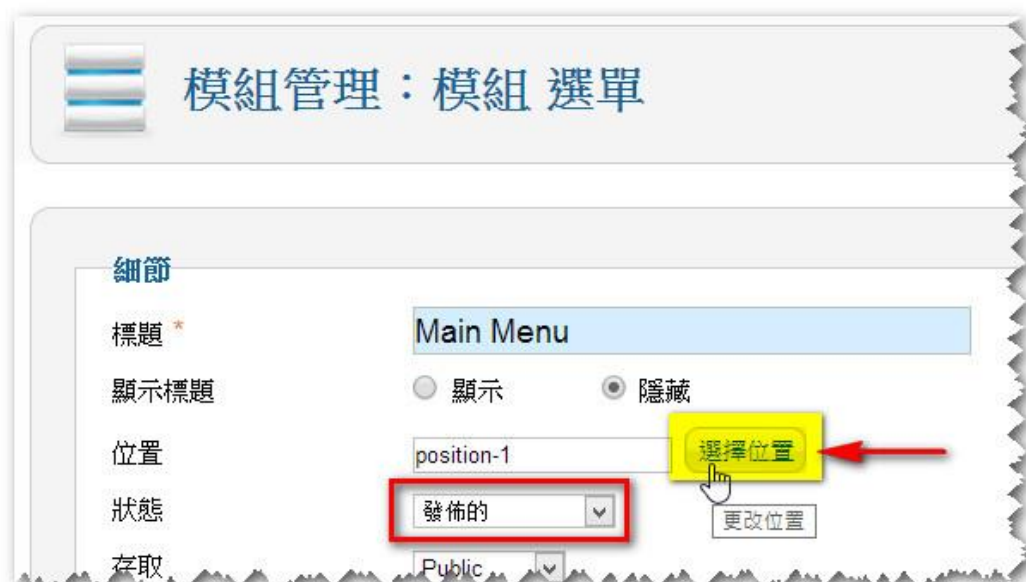 模組管理：模組 選單
細節
標題 * Main Menu
顯示標題 顯示 隱藏
位置 position-1 選擇位置
狀態 發佈的 更改位置
存取 Public